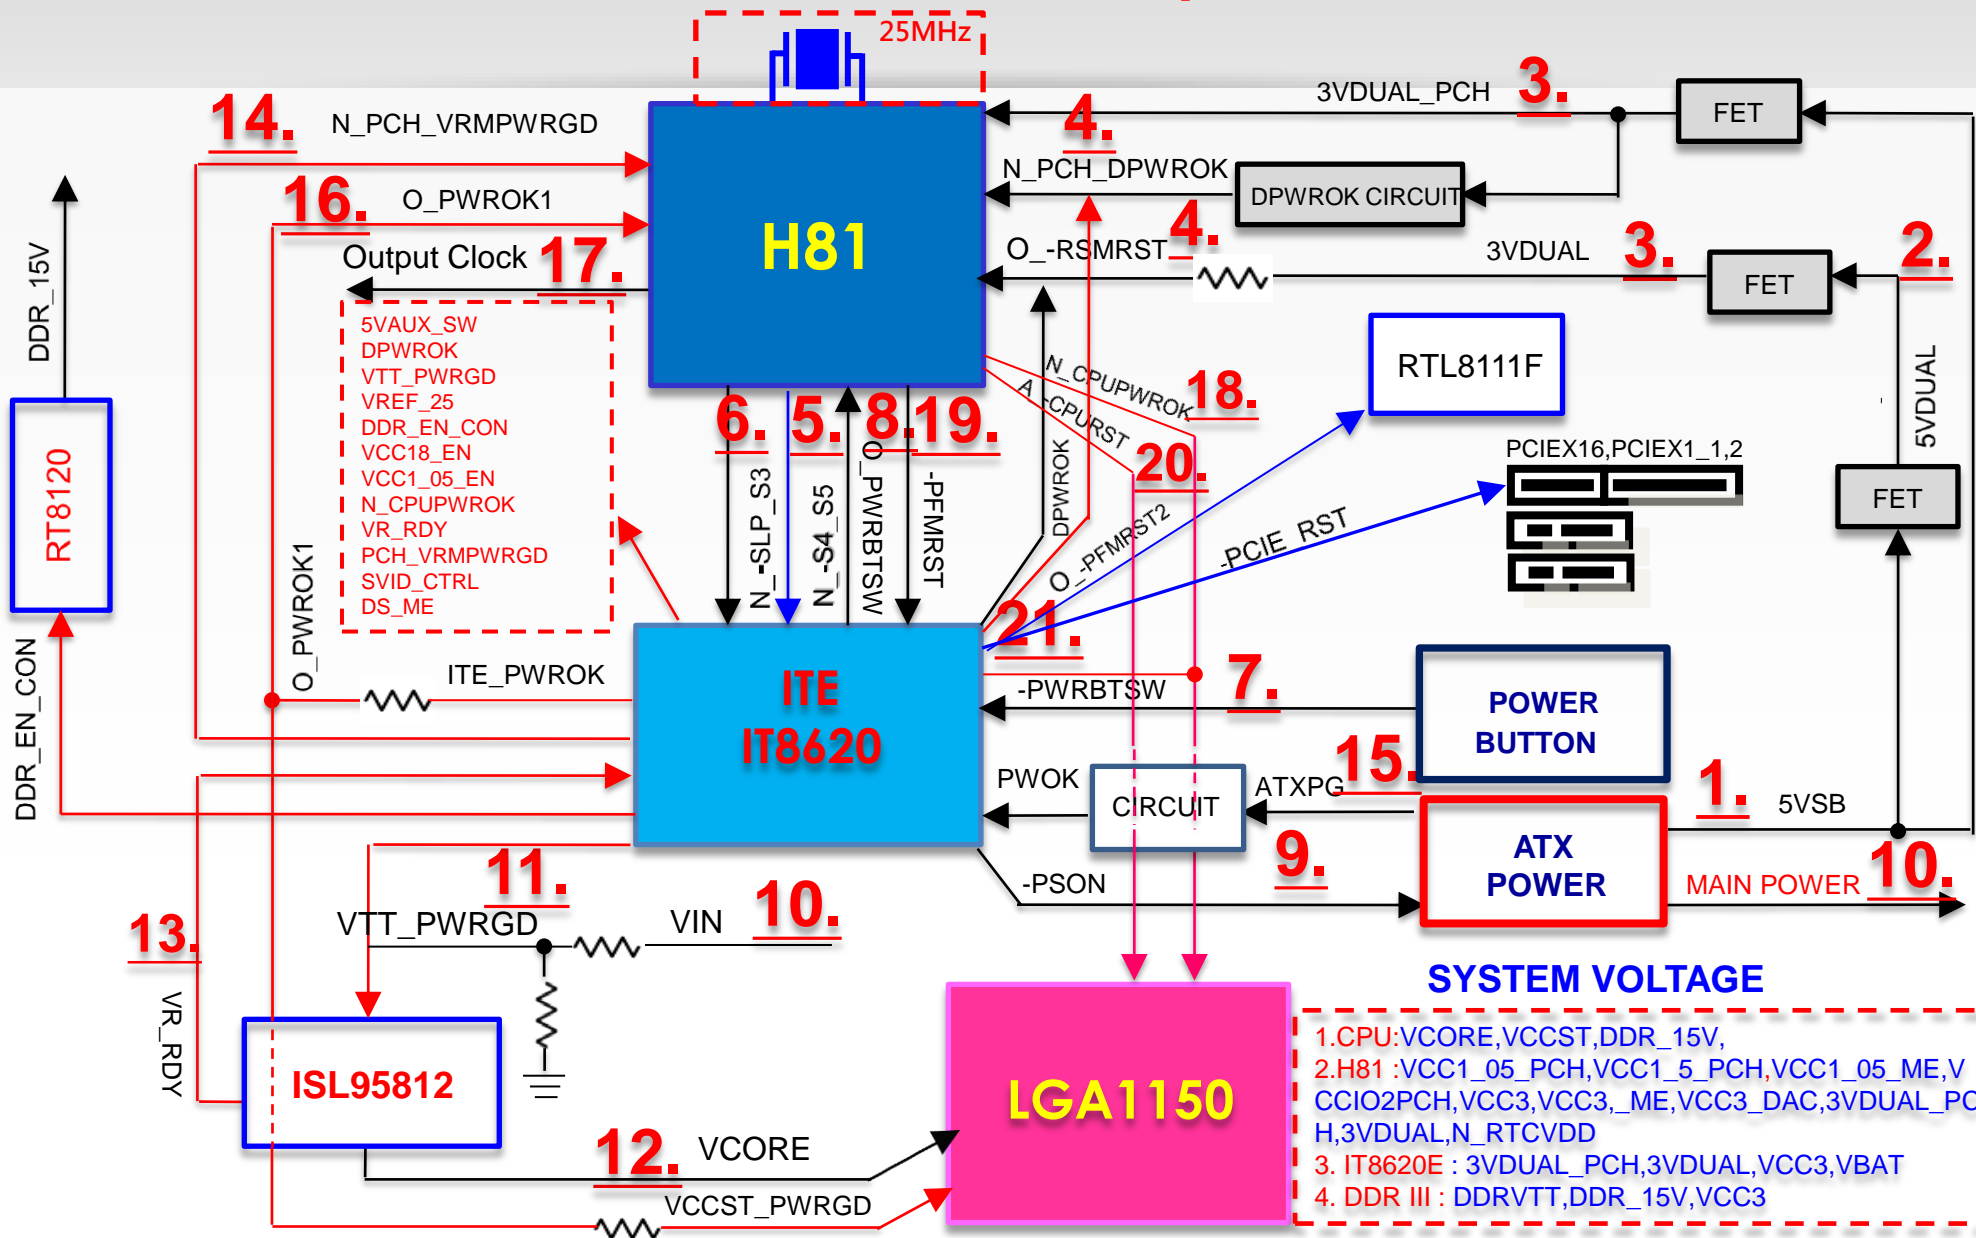 25MHz
14.
N_PCH_VRMPWRGD
4.
3VDUAL_PCH
3.
FET
16.
O_PWROK1
N_PCH_DPWROK
DPWROK CIRCUIT
H81
Output Clock
17.
O_-RSMRST
4.
3VDUAL
3.
FET
2.
DDR_15V
5VAUX_SW
DPWROK
VTT_PWRGD
VREF_25
DDR_EN_CON
VCC18_EN
VCC1_05_EN
N_CPUPWROK
VR_RDY
PCH_VRMPWRGD
SVID_CTRL
DS_ME
RTL8111F
5VDUAL
N_CPUPWROK
18.
A_-CPURST
20.
6.
5.
8.
19.
N_-SLP_S3
N_-S4_S5
O_PWRBTSW
-PFMRST
DPWROK
O_-PFMRST2
-PCIE_RST
PCIEX16,PCIEX1_1,2
FET
RT8120
O_PWROK1
ITE_PWROK
ITE
IT8620
21.
-PWRBTSW
7.
POWER
BUTTON
DDR_EN_CON
PWOK
CIRCUIT
ATXPG
15.
1.
5VSB
ATX
POWER
-PSON
9.
MAIN POWER
10.
11.
VTT_PWRGD
VIN
10.
13.
VR_RDY
ISL95812
LGA1150
12.
VCORE
VCCST_PWRGD
SYSTEM VOLTAGE
1.CPU:VCORE,VCCST,DDR_15V,
2.H81 :VCC1_05_PCH,VCC1_5_PCH,VCC1_05_ME,V
CCIO2PCH,VCC3,VCC3,_ME,VCC3_DAC,3VDUAL_PC
H,3VDUAL,N_RTCVDD
3. IT8620E : 3VDUAL_PCH,3VDUAL,VCC3,VBAT
4. DDR III : DDRVTT,DDR_15V,VCC3